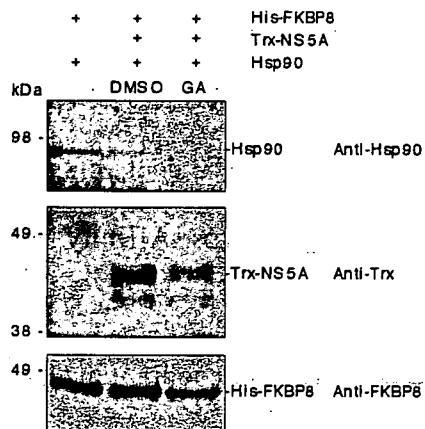 + + + His-FKBP8
+ + Trx-NS5A
+ + + Hsp90
kDa DMSO GA
98 - -Hsp90 Anti-Hsp90
49 -
-Trx-NS5A Anti-Trx
38 -
49 -
-His-FKBP8 Anti-FKBP8